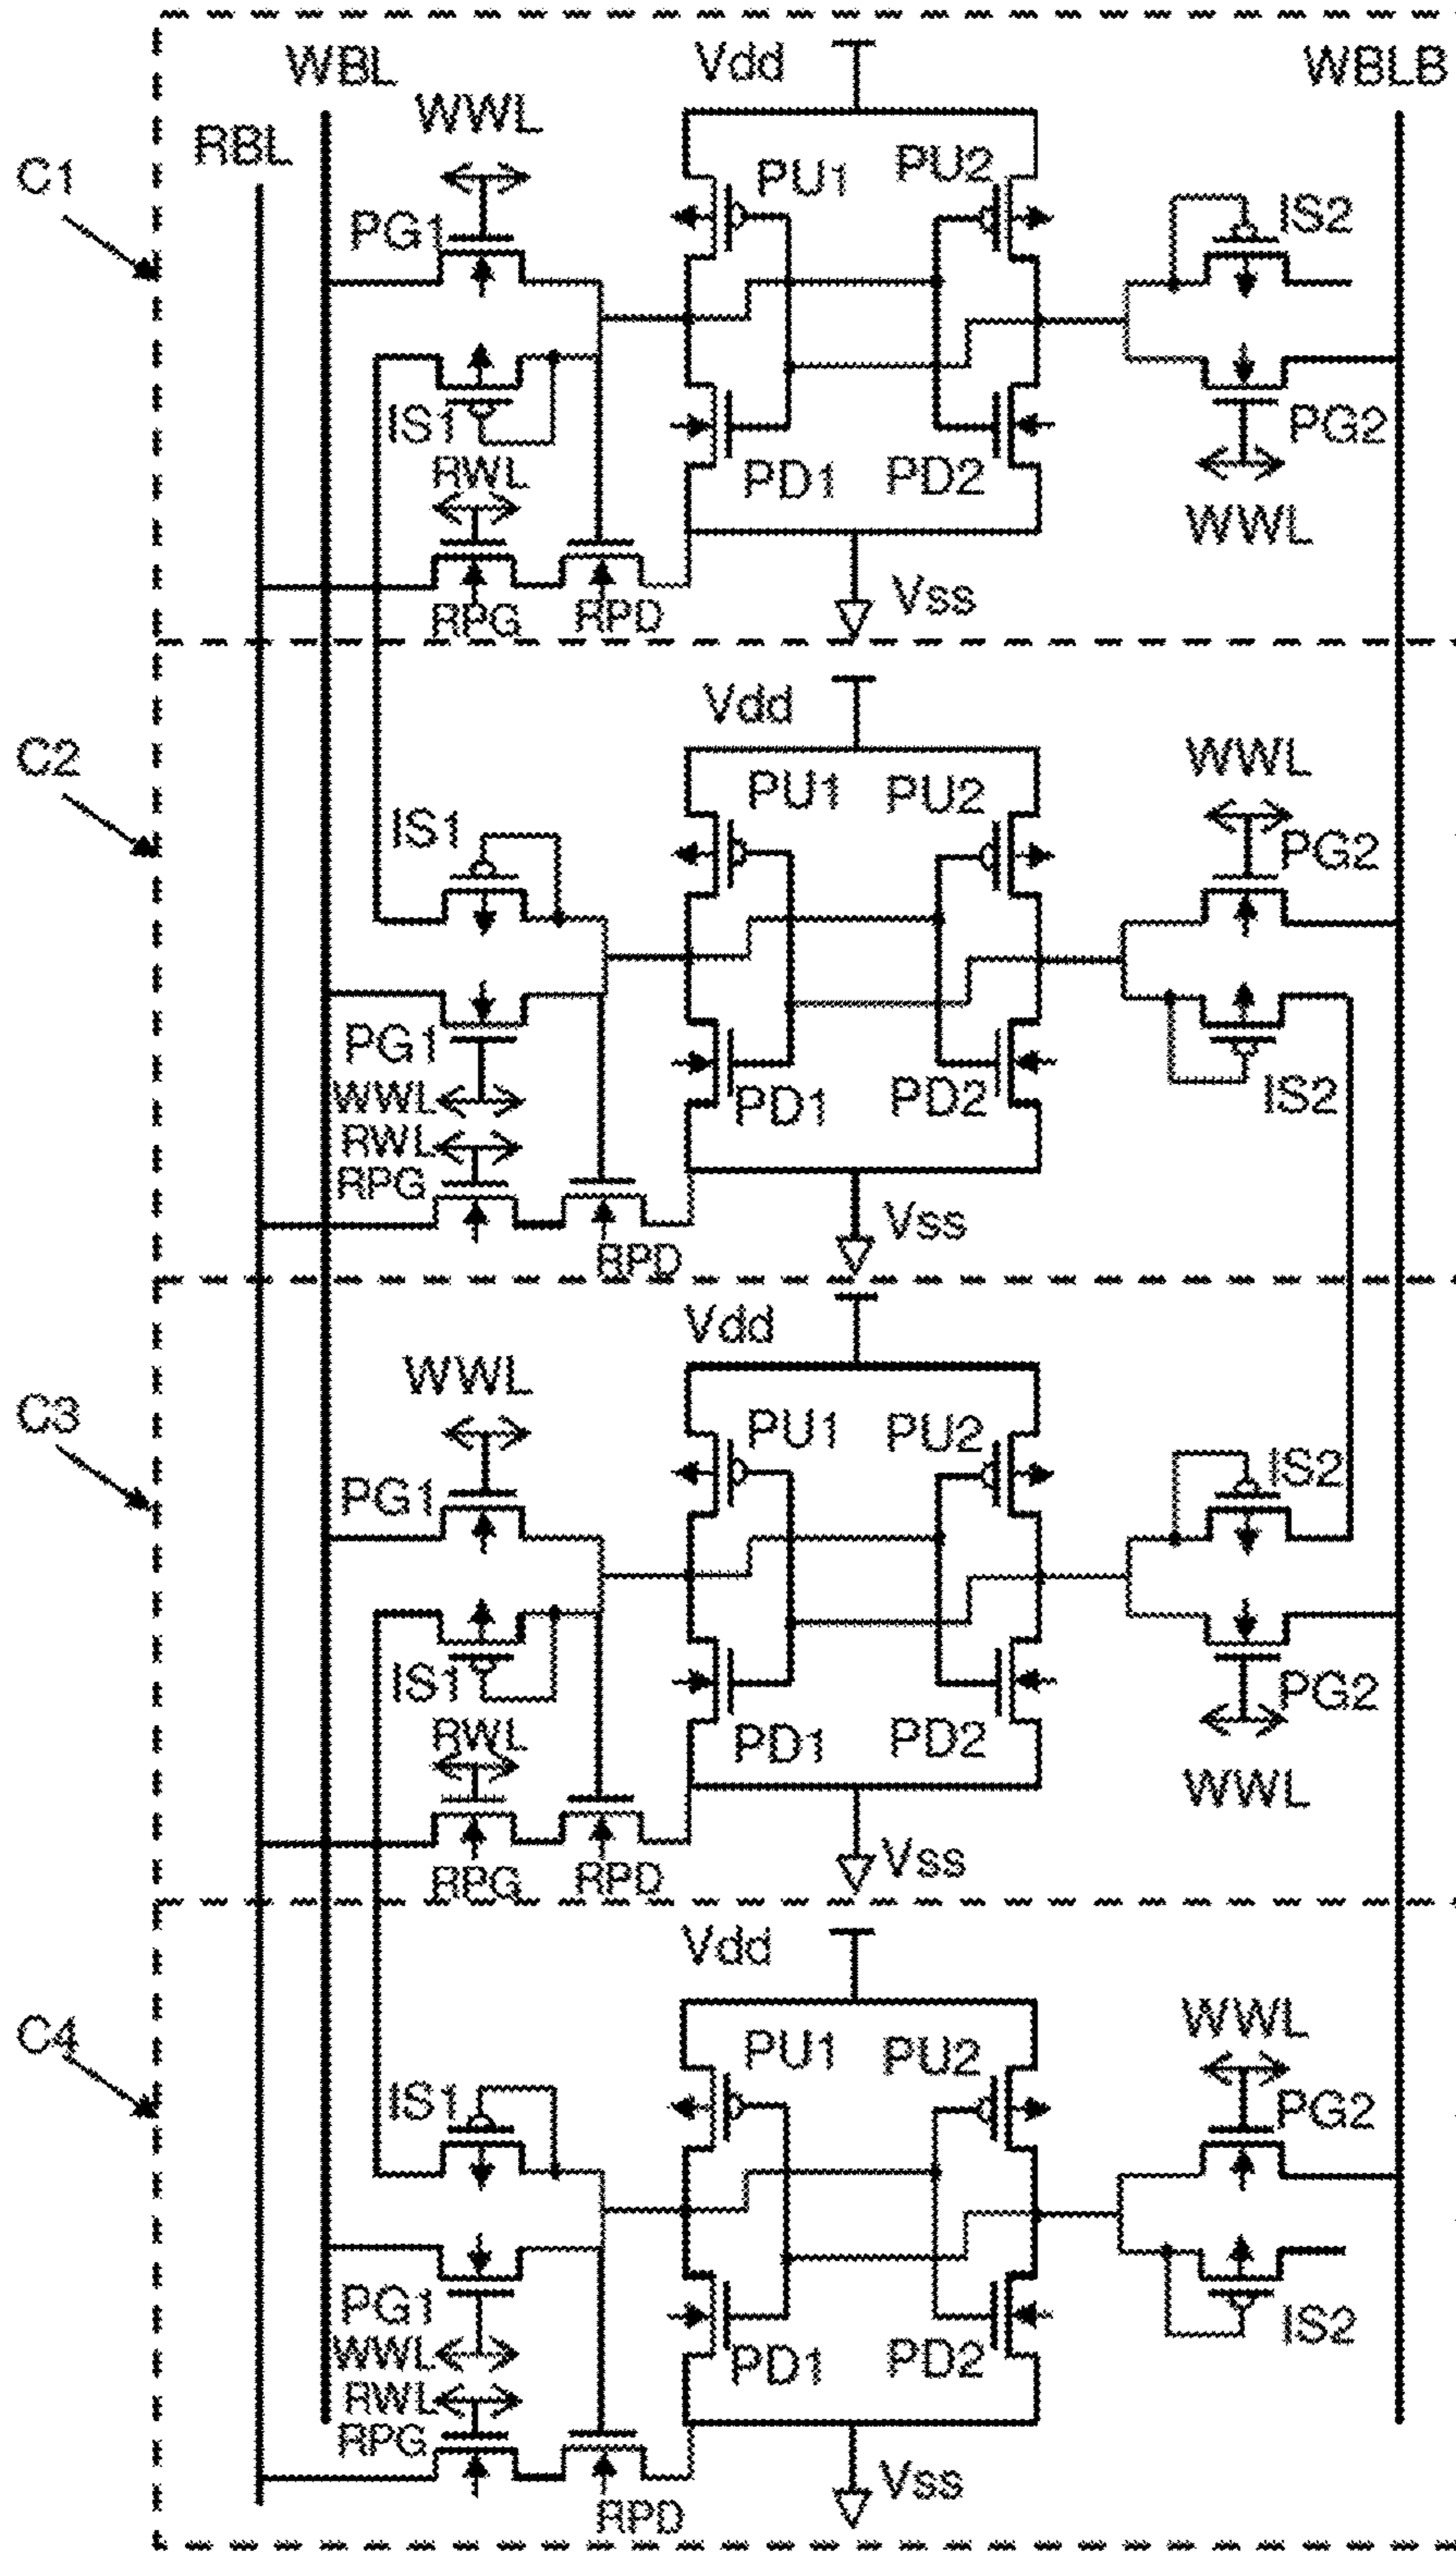 WBL Vdd WBLB
RBL WWL
C1 PU1 PU2
PG1 IS2
IS1 PG2
RWL PD1 PD2
WWL
RPG RPD Vss
Vdd
C2 PU1 PU2 WWL
IS1 PG2
PG1
WWL PD1 PD2 IS2
RWL
RPG Vss
RPD
Vdd
WWL
C3 PU1 PU2
PG1 IS2
IS1 PG2
RWL PD1 PD2
WWL
RPG RPD Vss
Vdd
C4 PU1 PU2 WWL
IS1 PG2
PG1 IS2
WWL PD1 PD2
RWL
RPG
Vss
RPD